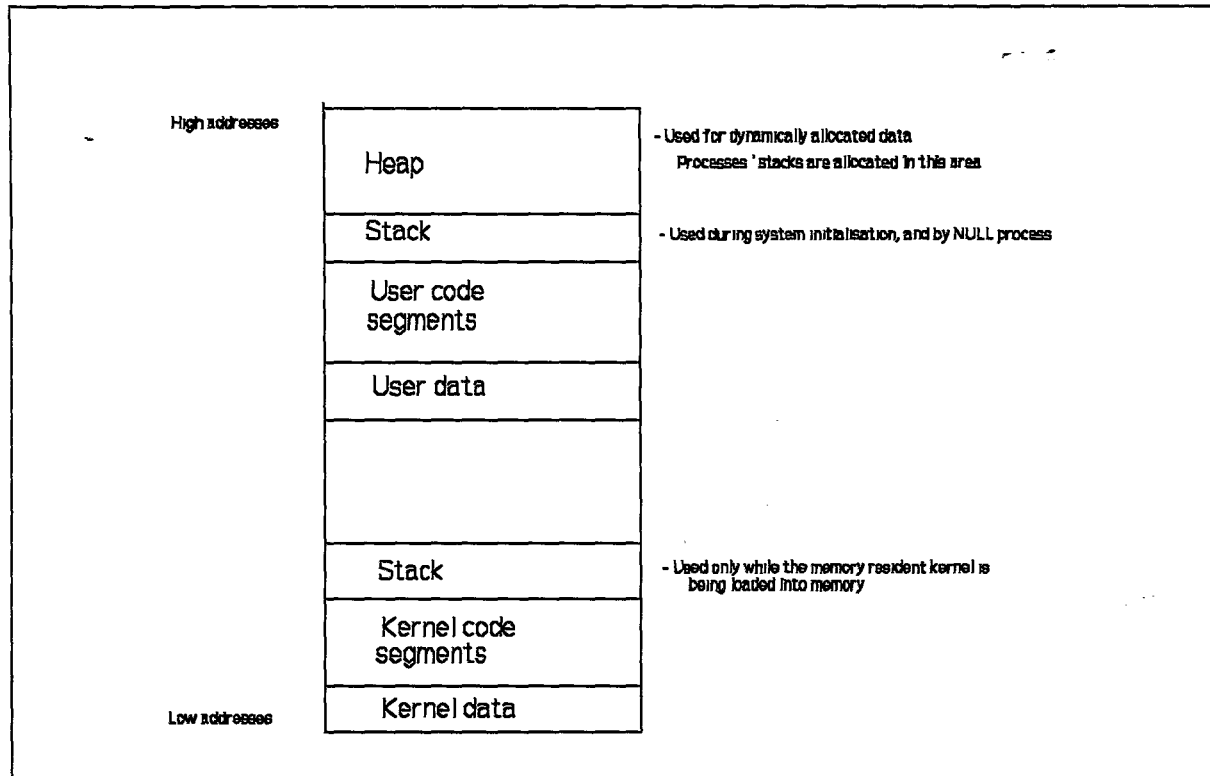 High addresses
Heap
- Used for dynamically allocated data
Processes ' stacks are allocated in this area
Stack
- Used during system initialisation, and by NULL process
User code
segments
User data
Stack
- Used only while the memory resident kernel is
being loaded into memory
Kernel code
segments
Kernel data
Low addresses